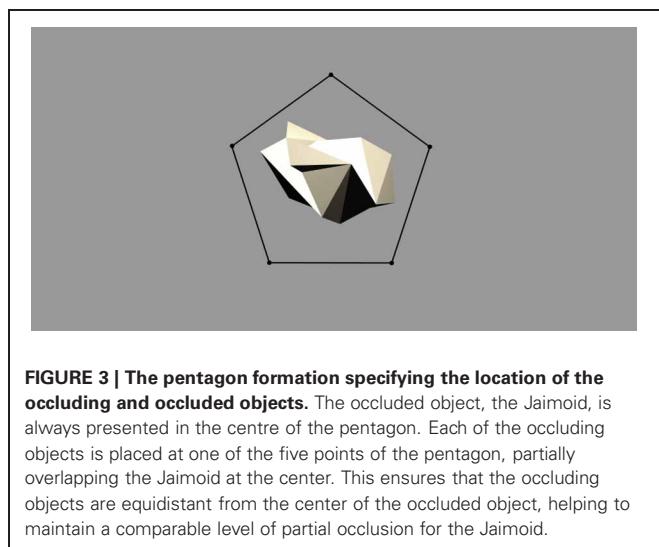 FIGURE 3 | The pentagon formation specifying the location of the
occluding and occluded objects. The occluded object, the Jaimoid, is
always presented in the centre of the pentagon. Each of the occluding
objects is placed at one of the five points of the pentagon, partially
overlapping the Jaimoid at the center. This ensures that the occluding
objects are equidistant from the center of the occluded object, helping to
maintain a comparable level of partial occlusion for the Jaimoid.